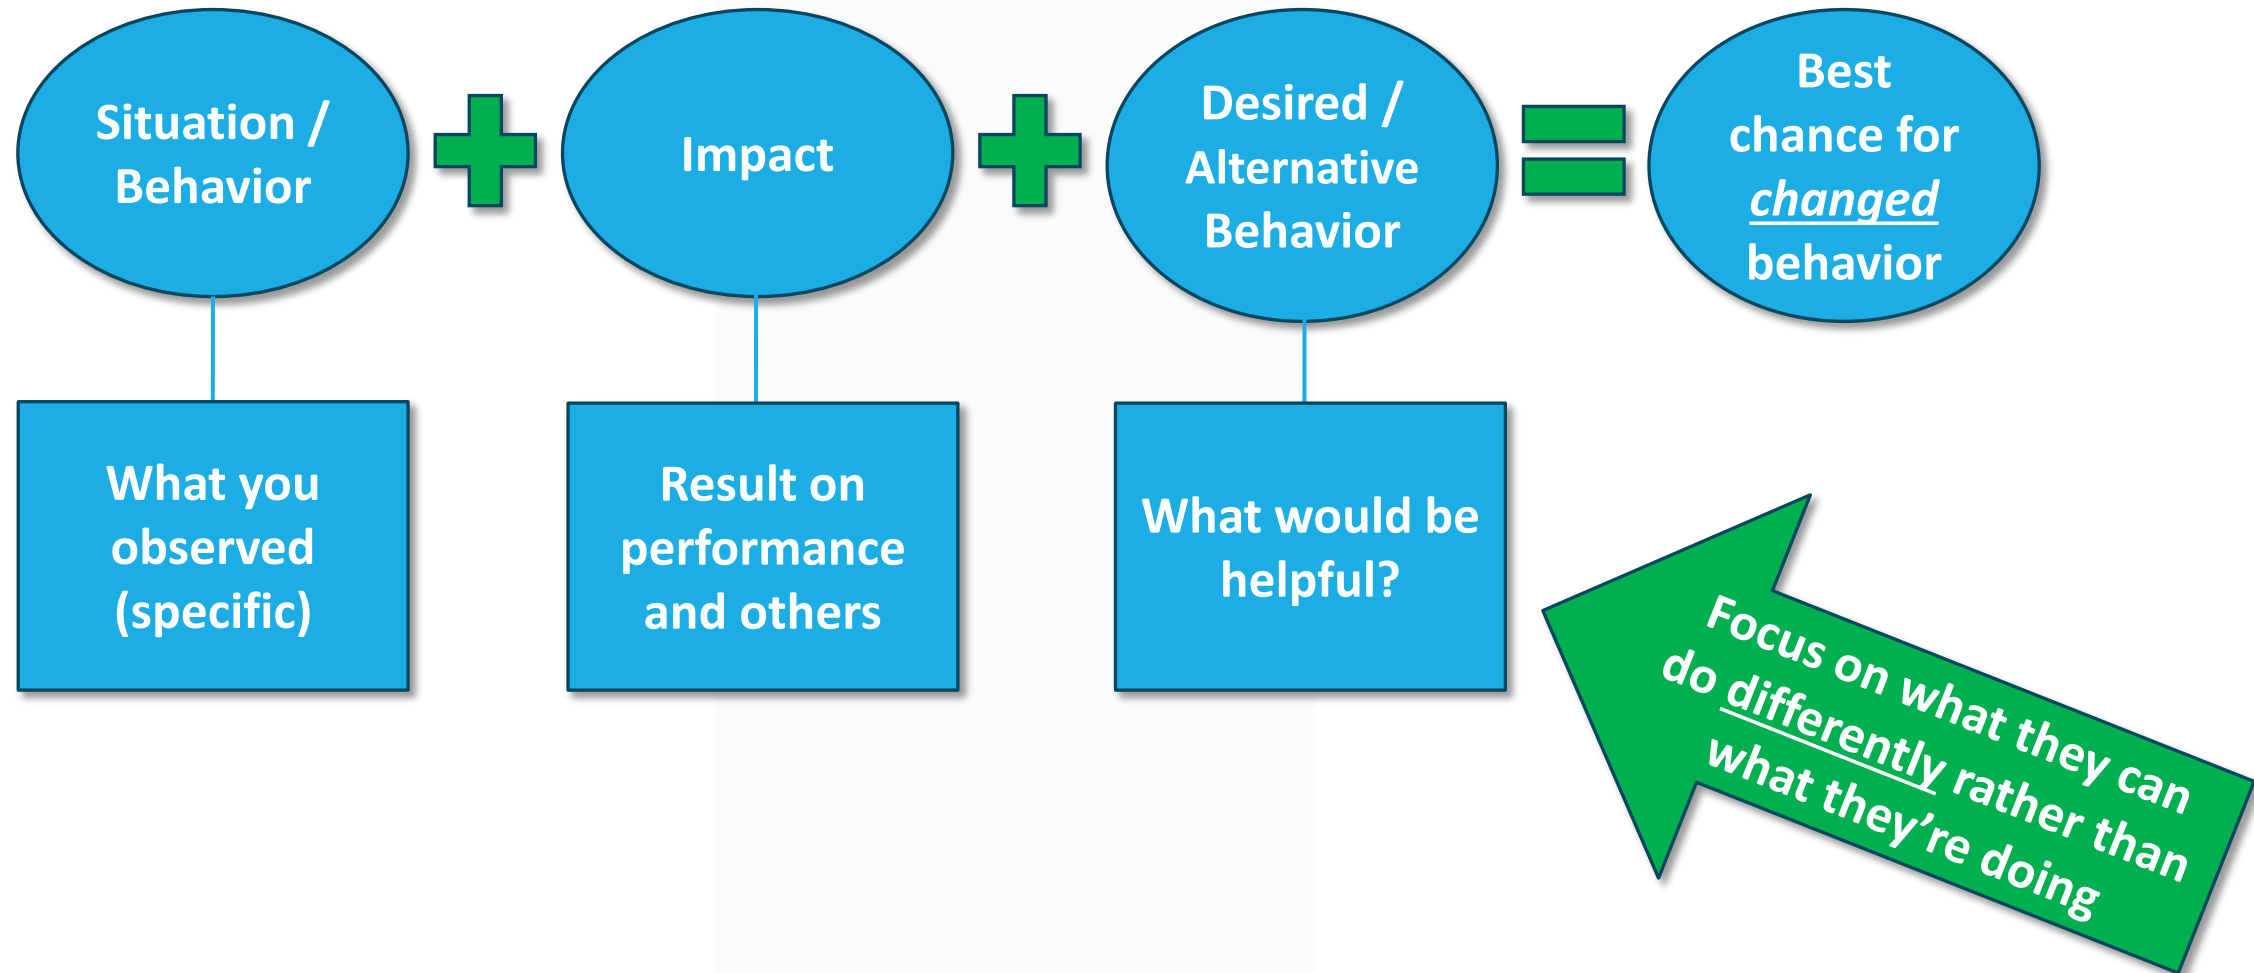 Situation /
Behavior
Impact
Desired /
Alternative
Behavior
Best
chance for
changed
behavior
What you
observed
(specific)
Result on
performance
and others
What would be
helpful?
Focus on what they can
do differently rather than
what they’re doing